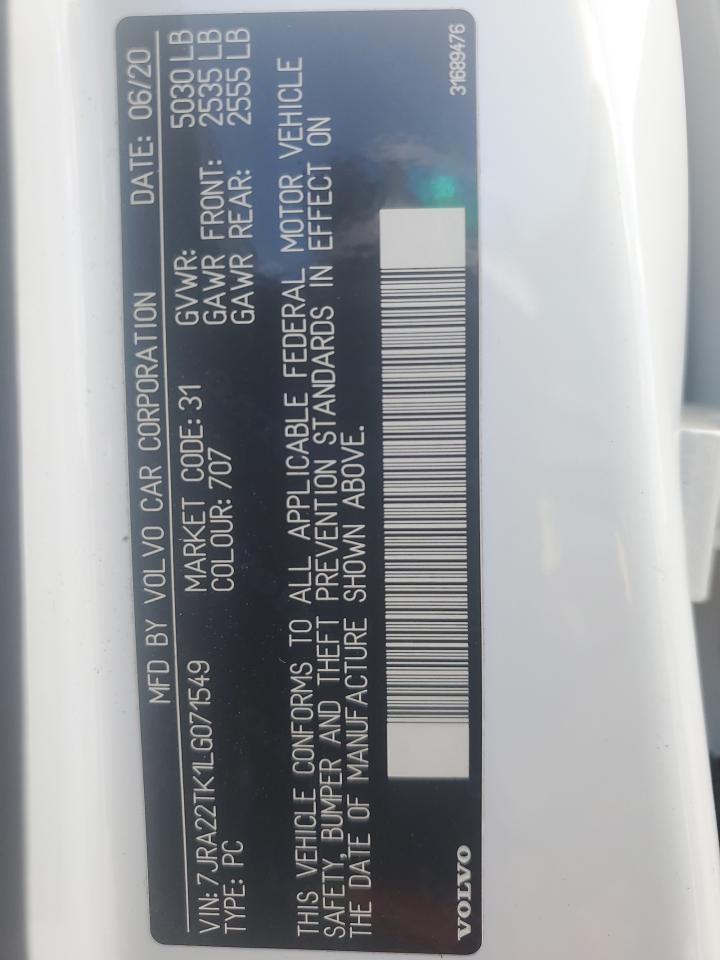 MFD BY VOLVO CAR CORPORATION DATE: 06/20
VIN: 7JRA22TK1LG071549 MARKET CODE: 31 GVWR: 5030 LB
TYPE: PC COLOUR: 707 GAWR FRONT: 2535 LB
GAWR REAR: 2555 LB
THIS VEHICLE CONFORMS TO ALL APPLICABLE FEDERAL MOTOR VEHICLE
SAFETY, BUMPER AND THEFT PREVENTION STANDARDS IN EFFECT ON
THE DATE OF MANUFACTURE SHOWN ABOVE.
VOLVO 31689476